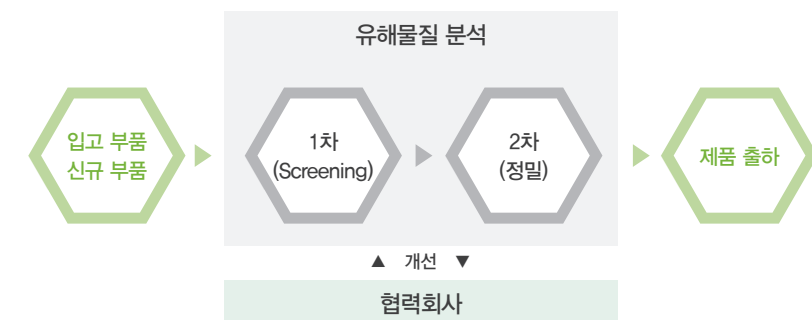 유해물질 분석
입고 부품
신규 부품
1차
(Screening)
2차
(정밀)
제품 출하
▲ 개선 ▼
협력회사